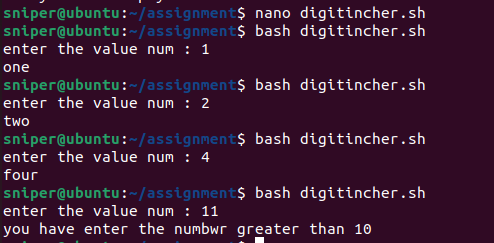 sniper@ubuntu:~/assignment$ nano digitincher.sh
sniper@ubuntu:~/assignment$ bash digitincher.sh
enter the value num : 1
one
sniper@ubuntu:~/assignment$ bash digitincher.sh
enter the value num : 2
two
sniper@ubuntu:~/assignment$ bash digitincher.sh
enter the value num : 4
four
sniper@ubuntu:~/assignment$ bash digitincher.sh
enter the value num : 11
you have enter the numbwr greater than 10